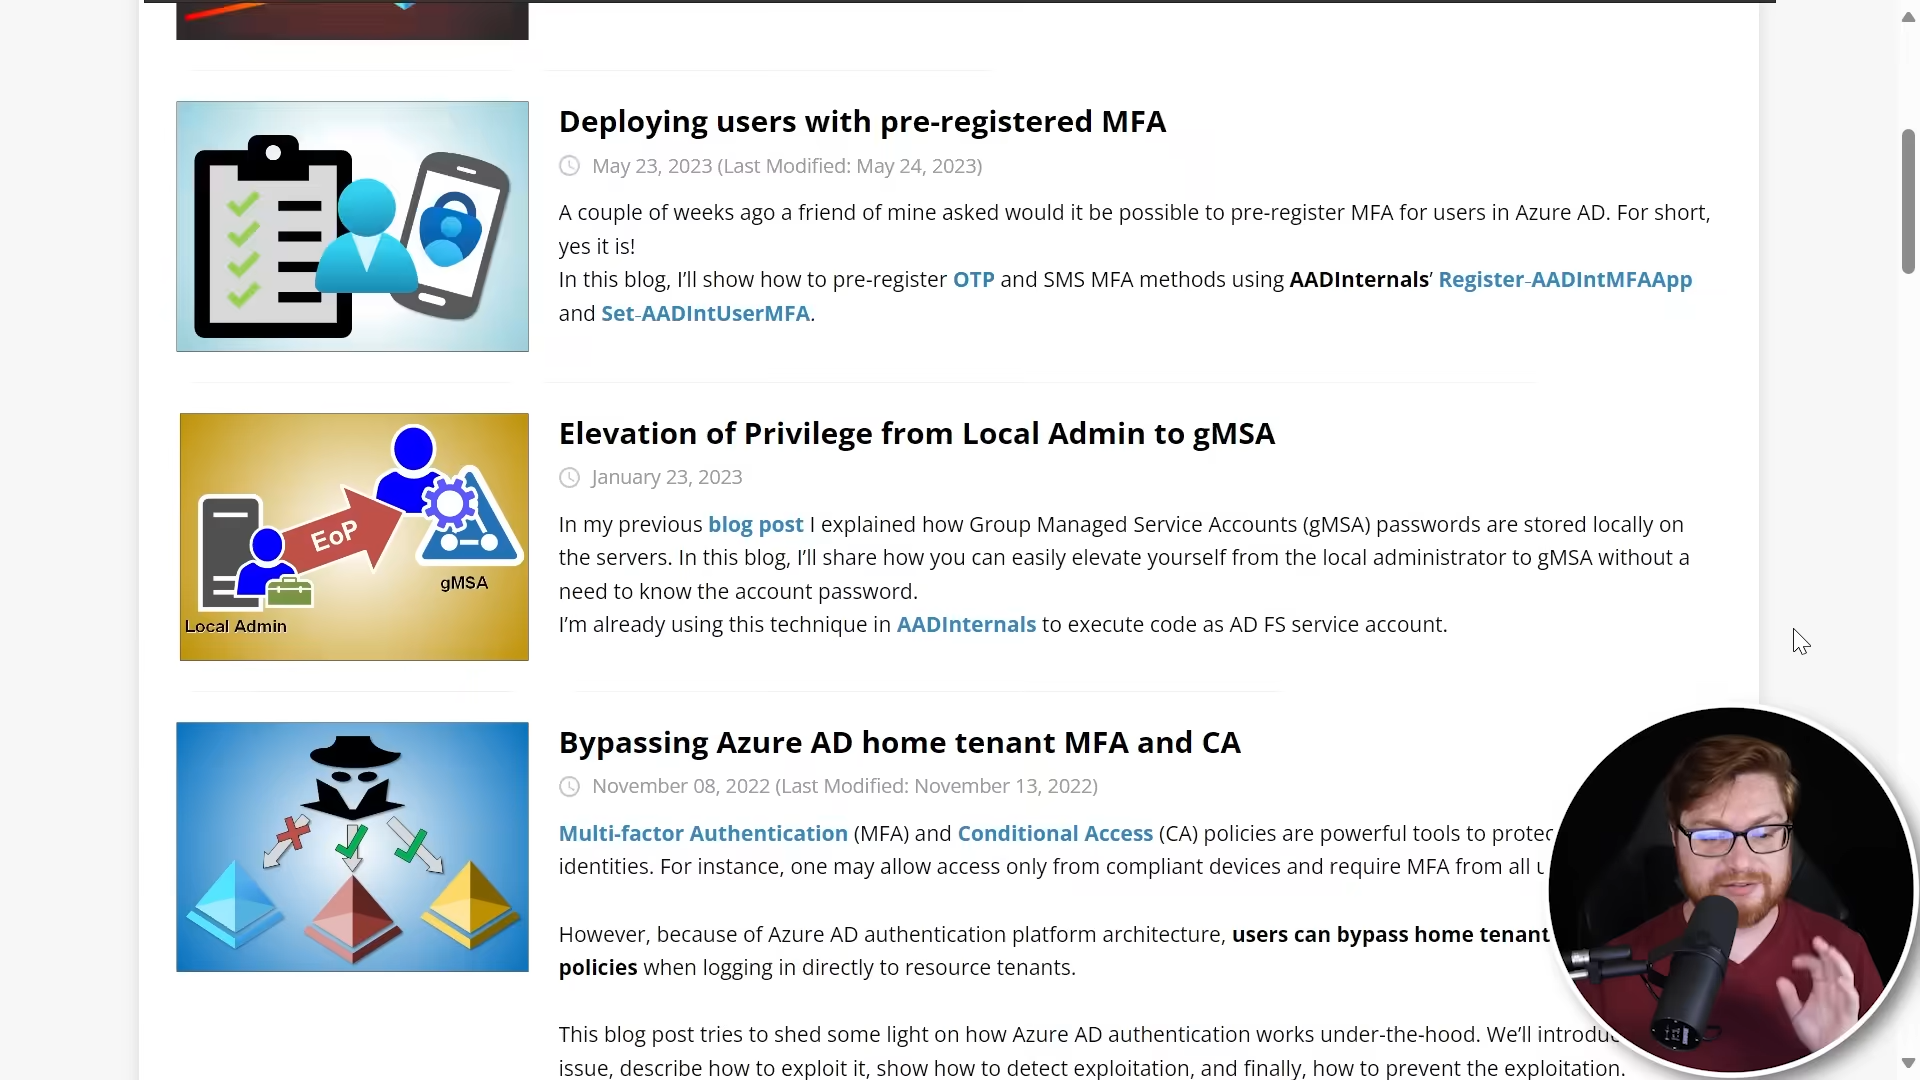 Deploying users with pre-registered MFA
May 23, 2023 (Last Modified: May 24, 2023)
A couple of weeks ago a friend of mine asked would it be possible to pre-register MFA for users in Azure AD. For short,
yes it is!
In this blog, I’ll show how to pre-register OTP and SMS MFA methods using AADInternals’ Register-AADIntMFAApp
and Set-AADIntUserMFA.
EoP
gMSA
Local Admin
Elevation of Privilege from Local Admin to gMSA
January 23, 2023
In my previous blog post I explained how Group Managed Service Accounts (gMSA) passwords are stored locally on
the servers. In this blog, I’ll share how you can easily elevate yourself from the local administrator to gMSA without a
need to know the account password.
I’m already using this technique in AADInternals to execute code as AD FS service account.
Bypassing Azure AD home tenant MFA and CA
November 08, 2022 (Last Modified: November 13, 2022)
Multi-factor Authentication (MFA) and Conditional Access (CA) policies are powerful tools to
identities. For instance, one may allow access only from compliant devices and require MFA from all
However, because of Azure AD authentication platform architecture, users can bypass home tenant
policies when logging in directly to resource tenants.
This blog post tries to shed some light on how Azure AD authentication works under-the-hood. We’ll
issue, describe how to exploit it, show how to detect exploitation, and finally, how to prevent the exploitation.